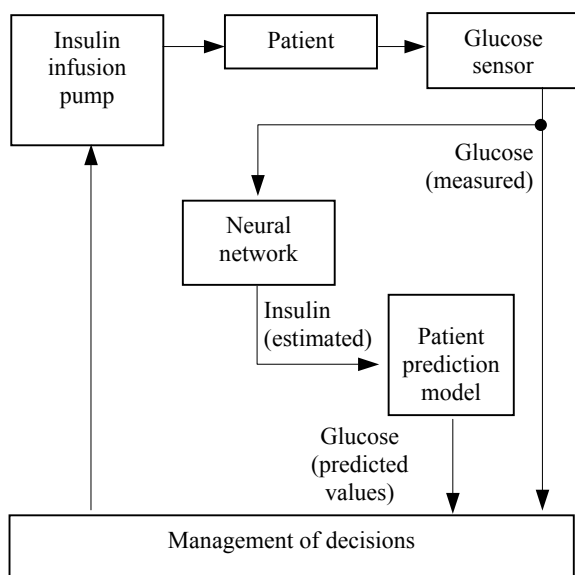 Insulin
infusion
pump
Patient
Glucose
sensor
Glucose
(measured)
Neural
network
Insulin
(estimated)
Patient
prediction
model
Glucose
(predicted
values)
Management of decisions